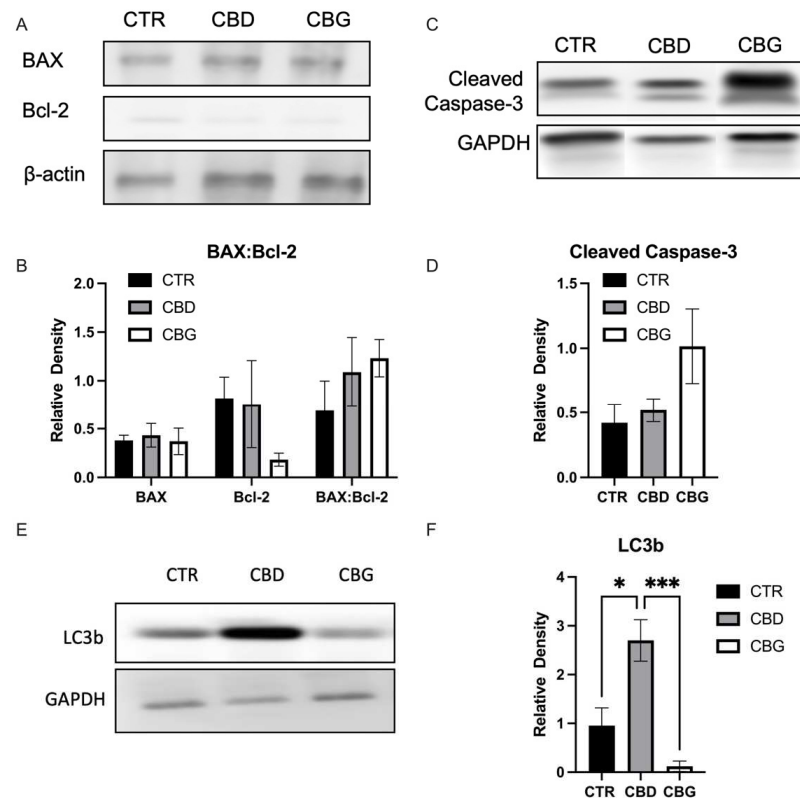 A
CTR CBD CBG
BAX
Bcl-2
β-actin
C
CTR CBD CBG
Cleaved
Caspase-3
GAPDH
B
BAX:Bcl-2
CTR
CBD
CBG
Relative Density
2.0
1.5
1.0
0.5
0.0
BAX Bcl-2 BAX:Bcl-2
D
Cleaved Caspase-3
CTR
CBD
CBG
Relative Density
1.5
1.0
0.5
0.0
CTR CBD CBG
E
CTR CBD CBG
LC3b
GAPDH
F
LC3b
* ***
CTR
CBD
CBG
Relative Density
4
3
2
1
0
CTR CBD CBG